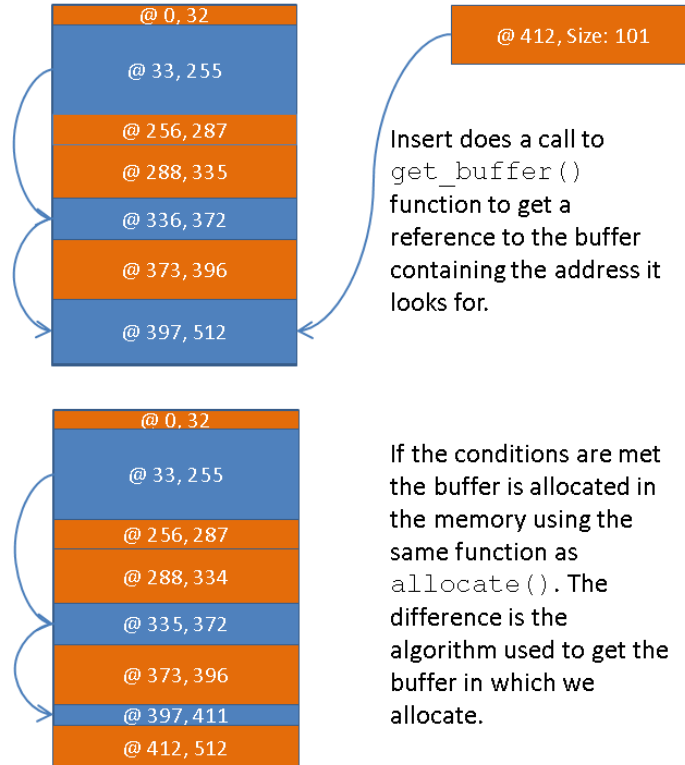 @ 0, 32
@ 33, 255
@ 256, 287
@ 288, 335
@ 336, 372
@ 373, 396
@ 397, 512
@ 412, Size: 101
Insert does a call to
get_buffer()
function to get a
reference to the buffer
containing the address it
looks for.
@ 0, 32
@ 33, 255
@ 256, 287
@ 288, 334
@ 335, 372
@ 373, 396
@ 397, 411
@ 412, 512
If the conditions are met
the buffer is allocated in
the memory using the
same function as
allocate(). The
difference is the
algorithm used to get the
buffer in which we
allocate.